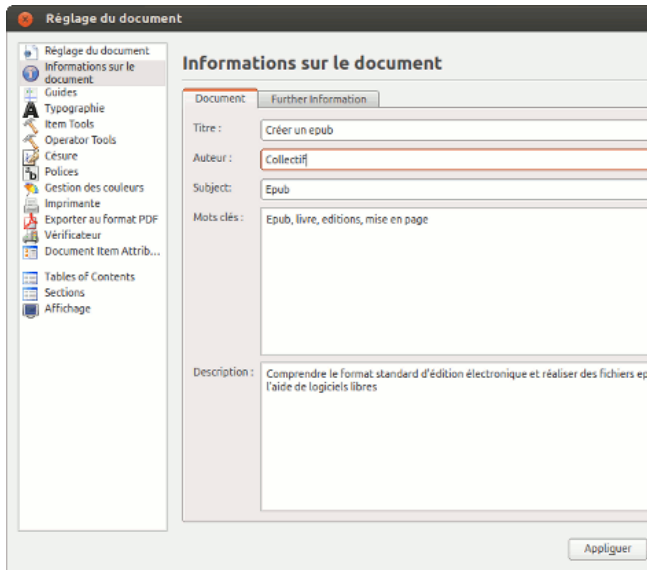 Réglage du document
Réglage du document
Informations sur le
document
Guides
Typographie
Item Tools
Operator Tools
Césure
Polices
Gestion des couleurs
Imprimante
Exporter au format PDF
Vérificateur
Document Item Attrib...
Tables of Contents
Sections
Affichage
Informations sur le document
Document
Further Information
Titre :
Créer un epub
Auteur :
Collectif
Subject:
Epub
Mots clés :
Epub, livre, editions, mise en page
Description :
Comprendre le format standard d'édition électronique et réaliser des fichiers ep
l'aide de logiciels libres
Appliquer